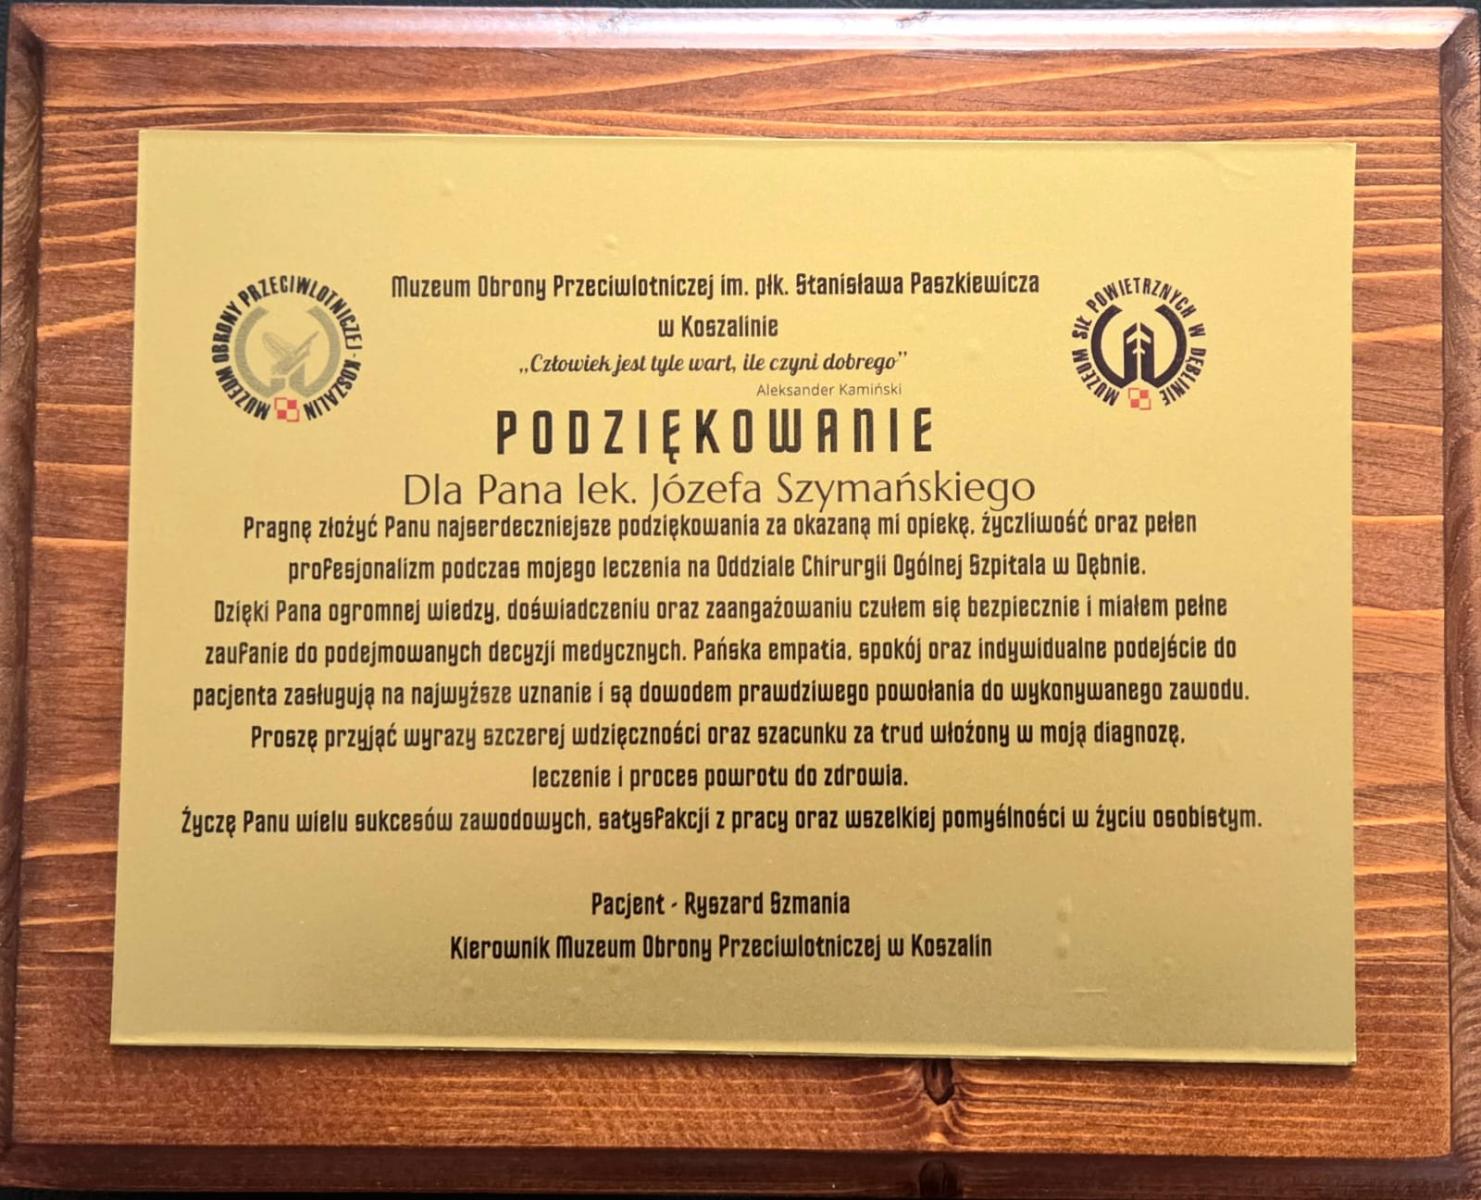 Muzeum Obrony Przeciwlotniczej im. płk. Stanisława Paszkiewicza
w Koszalinie
„Człowiek jest tyle wart, ile czyni dobrego”
Aleksander Kamiński
MUZEUM OBRONY PRZECIWLOTNICZEJ - KOSZALIN
MUZEUM SIŁ POWIETRZNYCH W DĘBLINIE
PODZIĘKOWANIE
Dla Pana lek. Józefa Szymańskiego
Pragnę złożyć Panu najserdeczniejsze podziękowania za okazaną mi opiekę, życzliwość oraz pełen
profesjonalizm podczas mojego leczenia na Oddziale Chirurgii Ogólnej Szpitala w Dębnie.
Dzięki Pana ogromnej wiedzy, doświadczeniu oraz zaangażowaniu czułem się bezpiecznie i miałem pełne
zaufanie do podejmowanych decyzji medycznych. Pańska empatia, spokój oraz indywidualne podejście do
pacjenta zasługują na najwyższe uznanie i są dowodem prawdziwego powołania do wykonywanego zawodu.
Proszę przyjąć wyrazy szczerej wdzięczności oraz szacunku za trud włożony w moją diagnozę,
leczenie i proces powrotu do zdrowia.
Życzę Panu wielu sukcesów zawodowych, satysfakcji z pracy oraz wszelkiej pomyślności w życiu osobistym.
Pacjent - Ryszard Szmania
Kierownik Muzeum Obrony Przeciwlotniczej w Koszalin